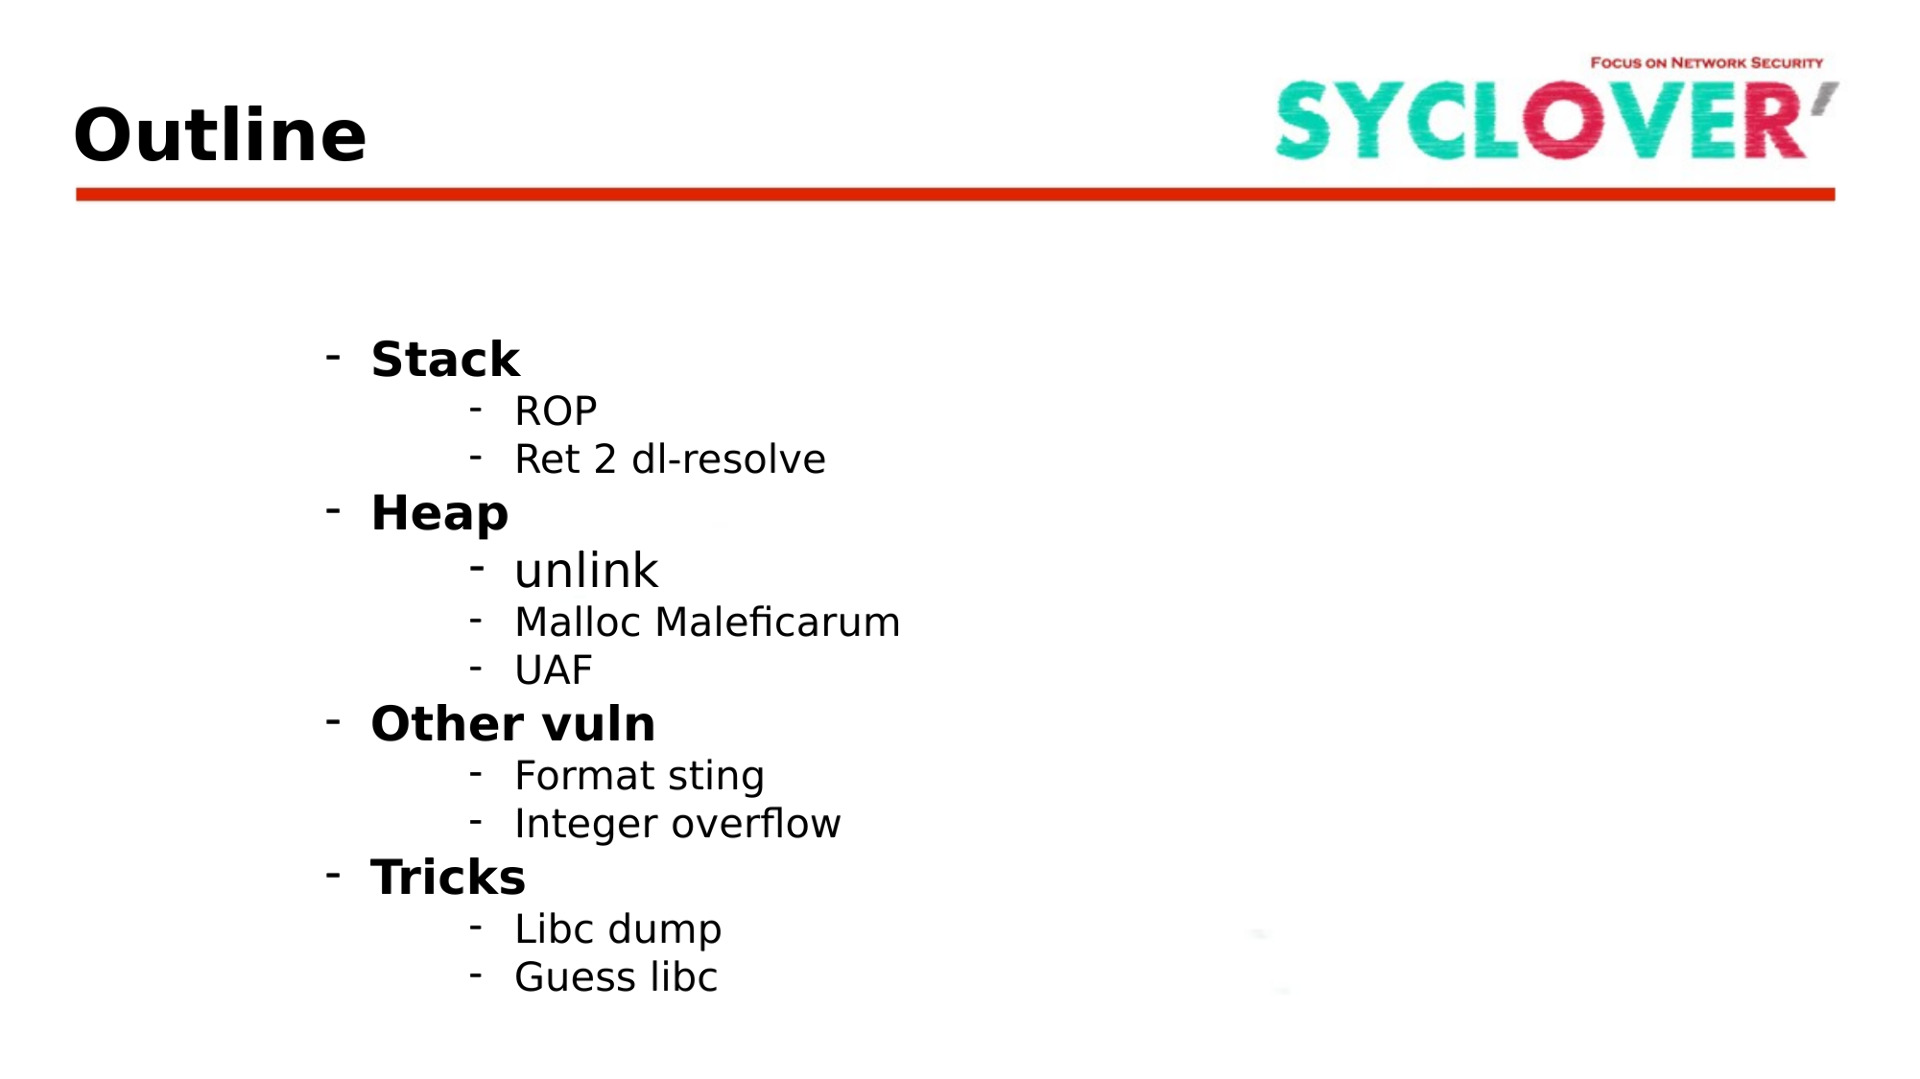 FOCUS ON NETWORK SECURITY
SYCLOVER'
Outline
- Stack
- ROP
- Ret 2 dl-resolve
- Heap
- unlink
- Malloc Maleficarum
- UAF
- Other vuln
- Format sting
- Integer overflow
- Tricks
- Libc dump
- Guess libc